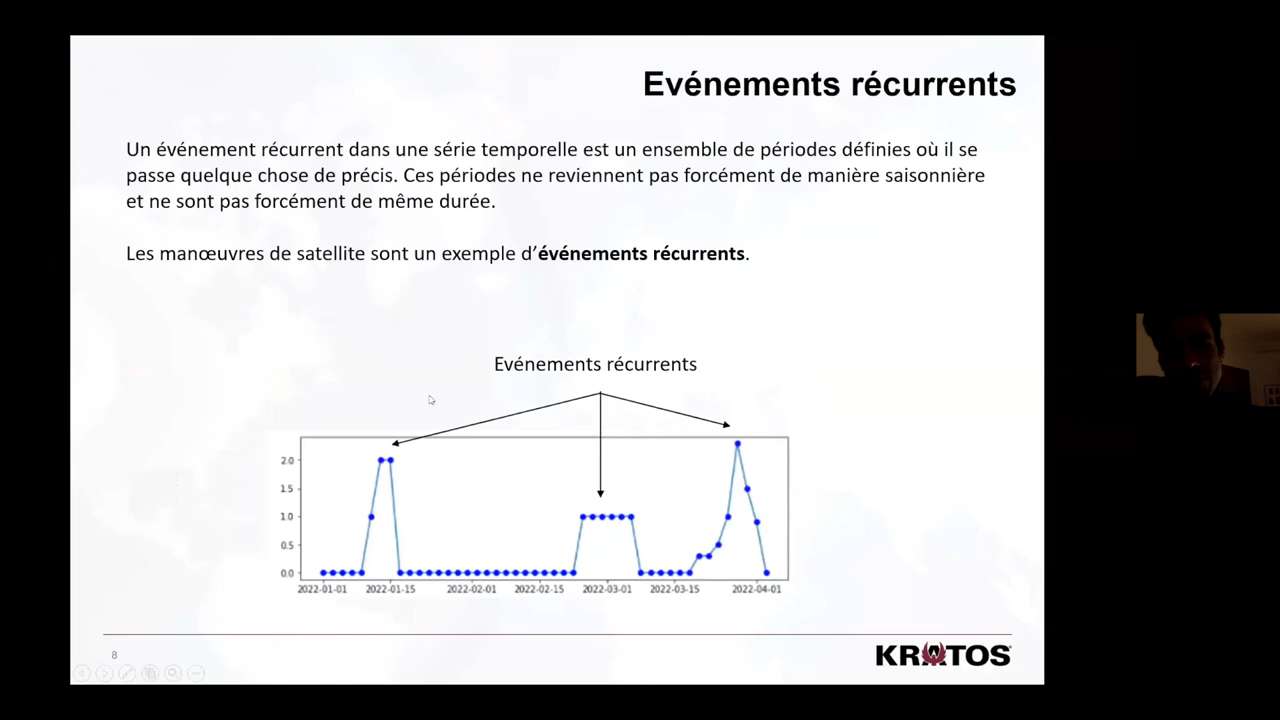 Evénements récurrents
Un événement récurrent dans une série temporelle est un ensemble de périodes définies où il se
passe quelque chose de précis. Ces périodes ne reviennent pas forcément de manière saisonnière
et ne sont pas forcément de même durée.
Les manœuvres de satellite sont un exemple d’événements récurrents.
Evénements récurrents
2.0
1.5
1.0
0.5
0.0
2022-01-01 2022-01-15 2022-02-01 2022-02-15 2022-03-01 2022-03-15 2022-04-01
8
KRATOS